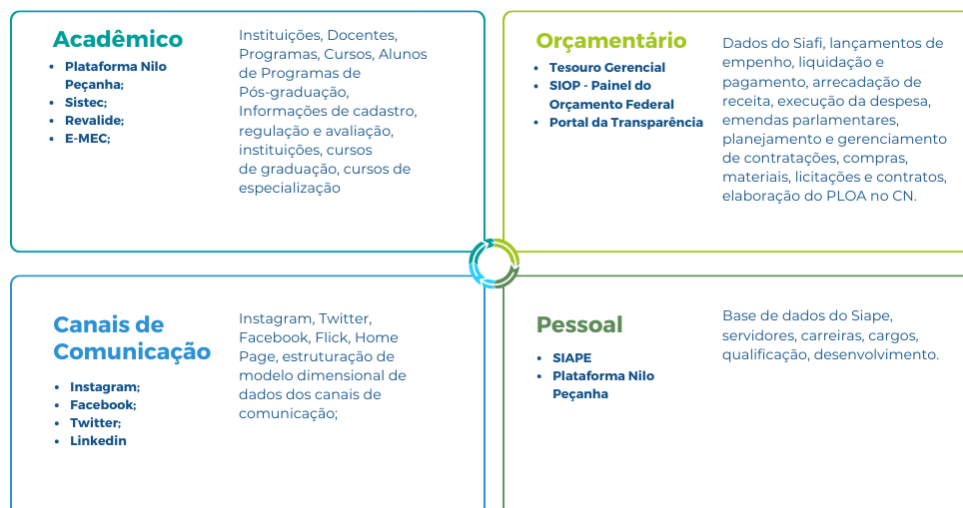 Acadêmico
• Plataforma Nilo
Peçanha;
• Sistec;
• Revalide;
• E-MEC;
Instituições, Docentes,
Programas, Cursos, Alunos
de Programas de
Pós-graduação,
Informações de cadastro,
regulação e avaliação,
instituições, cursos
de graduação, cursos de
especialização
Orçamentário
• Tesouro Gerencial
• SIOP - Painel do
Orçamento Federal
• Portal da Transparência
Dados do Siafi, lançamentos de
empenho, liquidação e
pagamento, arrecadação de
receita, execução da despesa,
emendas parlamentares,
planejamento e gerenciamento
de contratações, compras,
materiais, licitações e contratos,
elaboração do PLOA no CN.
Canais de
Comunicação
• Instagram;
• Facebook;
• Twitter;
• Linkedin
Instagram, Twitter,
Facebook, Flick, Home
Page, estruturação de
modelo dimensional de
dados dos canais de
comunicação;
Pessoal
• SIAPE
• Plataforma Nilo
Peçanha
Base de dados do Siape,
servidores, carreiras, cargos,
qualificação, desenvolvimento.